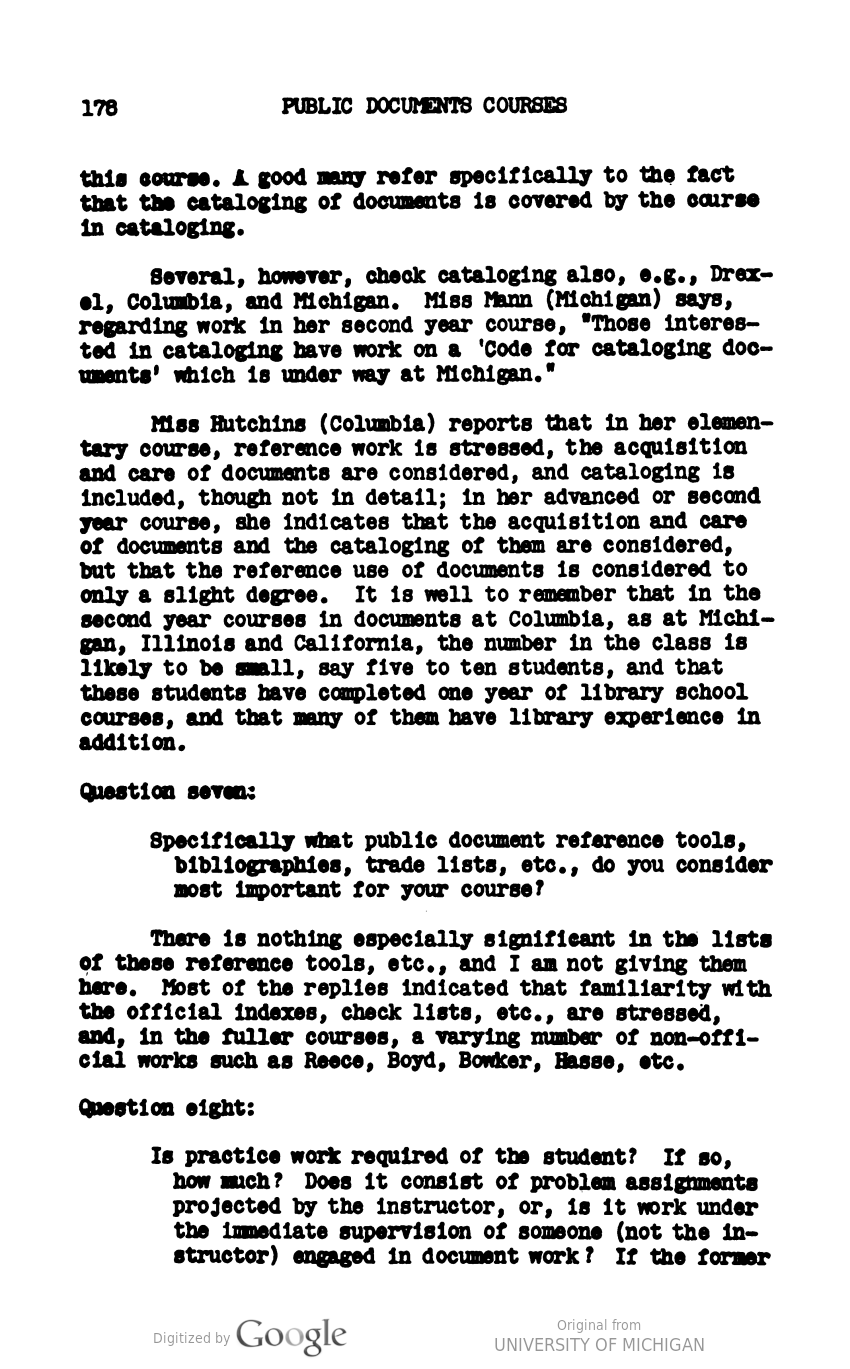 178 PUBLIC DOCUMENTS COURSES
this course. A good many refer specifically to the fact
that the cataloging of documents is covered by the course
in cataloging.
Several, however, check cataloging also, e.g., Drex-
el, Columbia, and Michigan. Miss Mann (Michigan) says,
regarding work in her second year course, "Those interes-
ted in cataloging have work on a 'Code for cataloging doc-
uments' which is under way at Michigan."
Miss Hutchins (Columbia) reports that in her elemen-
tary course, reference work is stressed, the acquisition
and care of documents are considered, and cataloging is
included, though not in detail; in her advanced or second
year course, she indicates that the acquisition and care
of documents and the cataloging of them are considered,
but that the reference use of documents is considered to
only a slight degree. It is well to remember that in the
second year courses in documents at Columbia, as at Michi-
gan, Illinois and California, the number in the class is
likely to be small, say five to ten students, and that
these students have completed one year of library school
courses, and that many of them have library experience in
addition.
Question seven:
Specifically what public document reference tools,
bibliographies, trade lists, etc., do you consider
most important for your course?
There is nothing especially significant in the lists
of these reference tools, etc., and I am not giving them
here. Most of the replies indicated that familiarity with
the official indexes, check lists, etc., are stressed,
and, in the fuller courses, a varying number of non-offi-
cial works such as Reece, Boyd, Bowker, Hasse, etc.
Question eight:
Is practice work required of the student? If so,
how much? Does it consist of problem assignments
projected by the instructor, or, is it work under
the immediate supervision of someone (not the in-
structor) engaged in document work? If the former
Digitized by Google
Original from
UNIVERSITY OF MICHIGAN